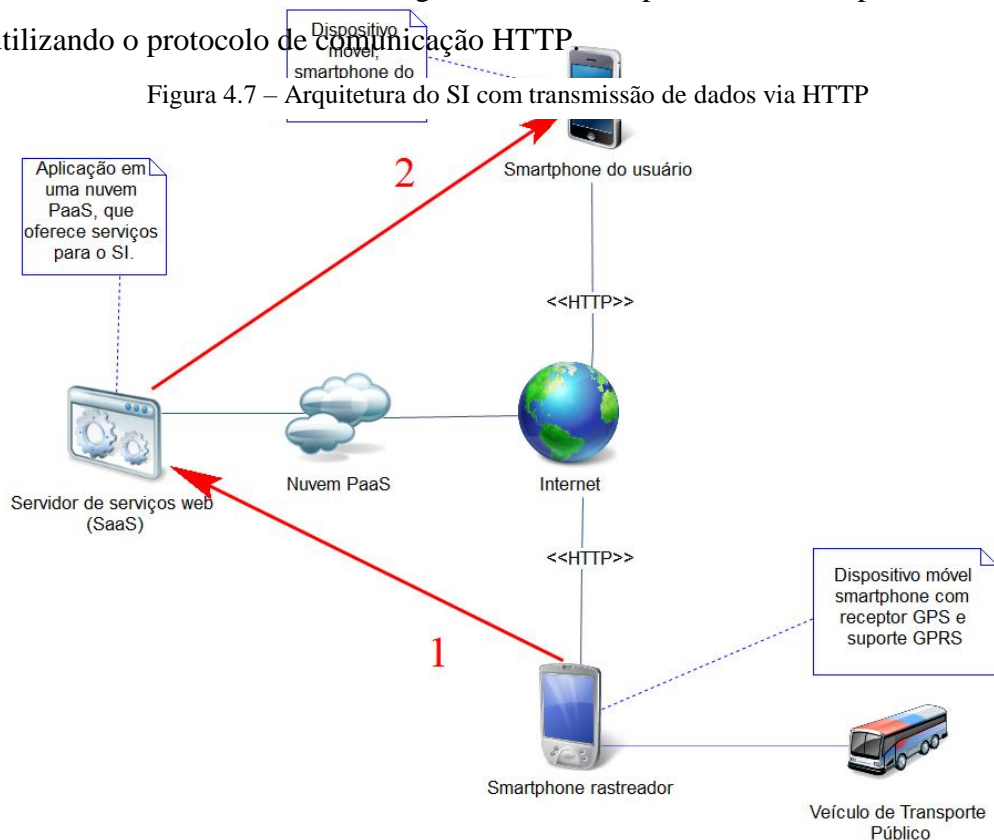 utilizando o protocolo de comunicação HTTP
Dispositivo
móvel,
smartphone do
Figura 4.7 – Arquitetura do SI com transmissão de dados via HTTP
Smartphone do usuário
2
Aplicação em
uma nuvem
PaaS, que
oferece serviços
para o SI.
<<HTTP>>
Nuvem PaaS
Internet
Servidor de serviços web
(SaaS)
<<HTTP>>
Dispositivo móvel
smartphone com
receptor GPS e
suporte GPRS
1
Smartphone rastreador
Veículo de Transporte
Público